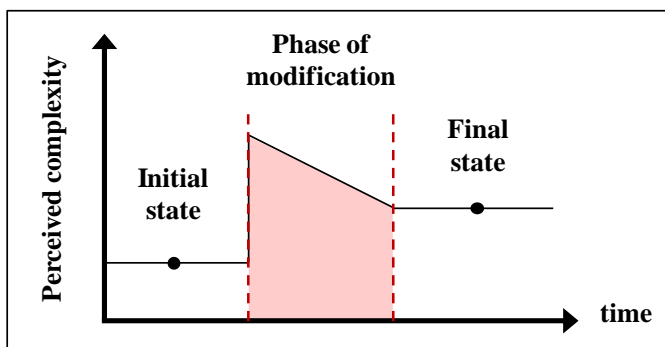 Phase of
modification
Final
state
Initial
state
Perceived complexity
time